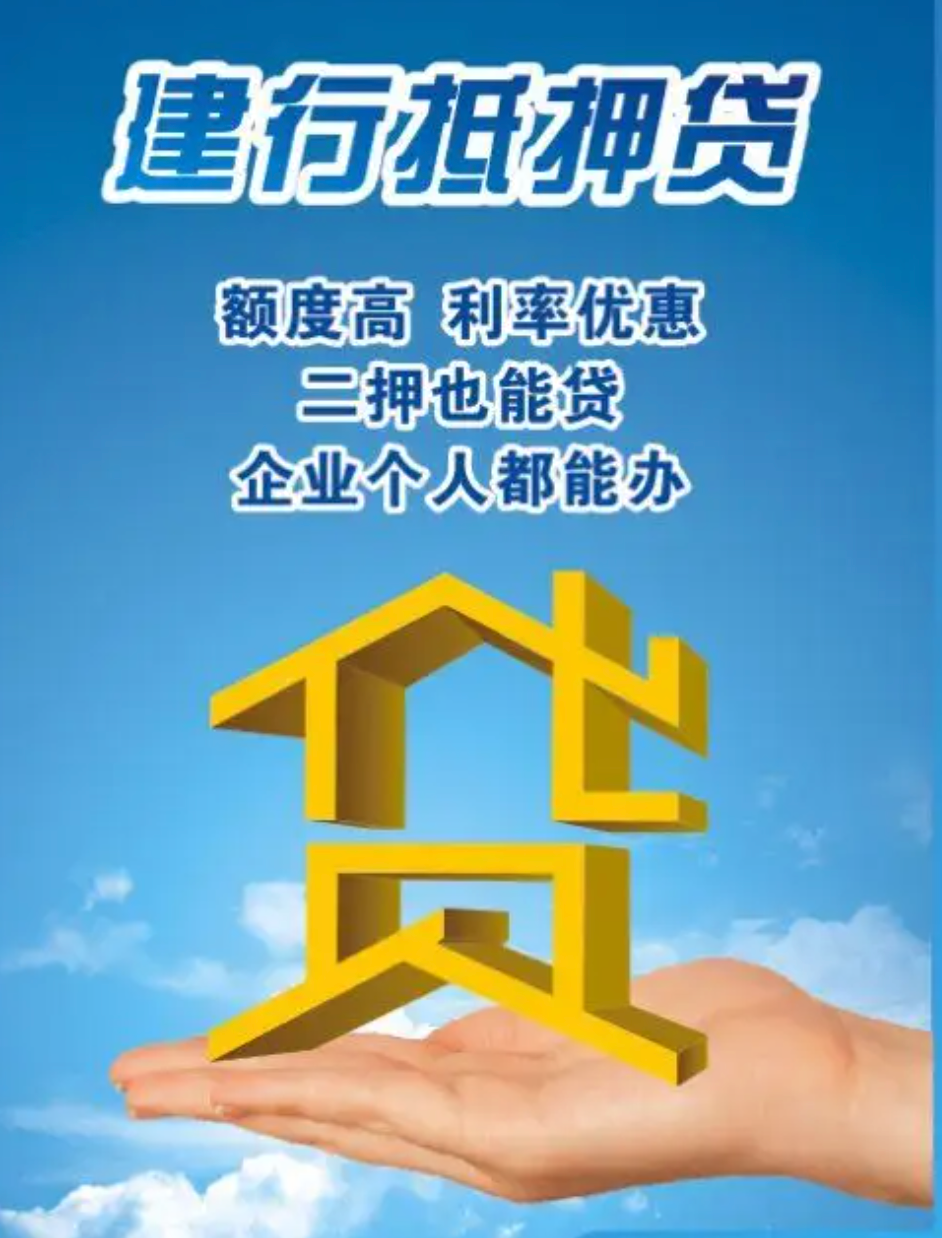 建行抵押贷
额度高 利率优惠
二押也能贷
企业个人都能办
贷